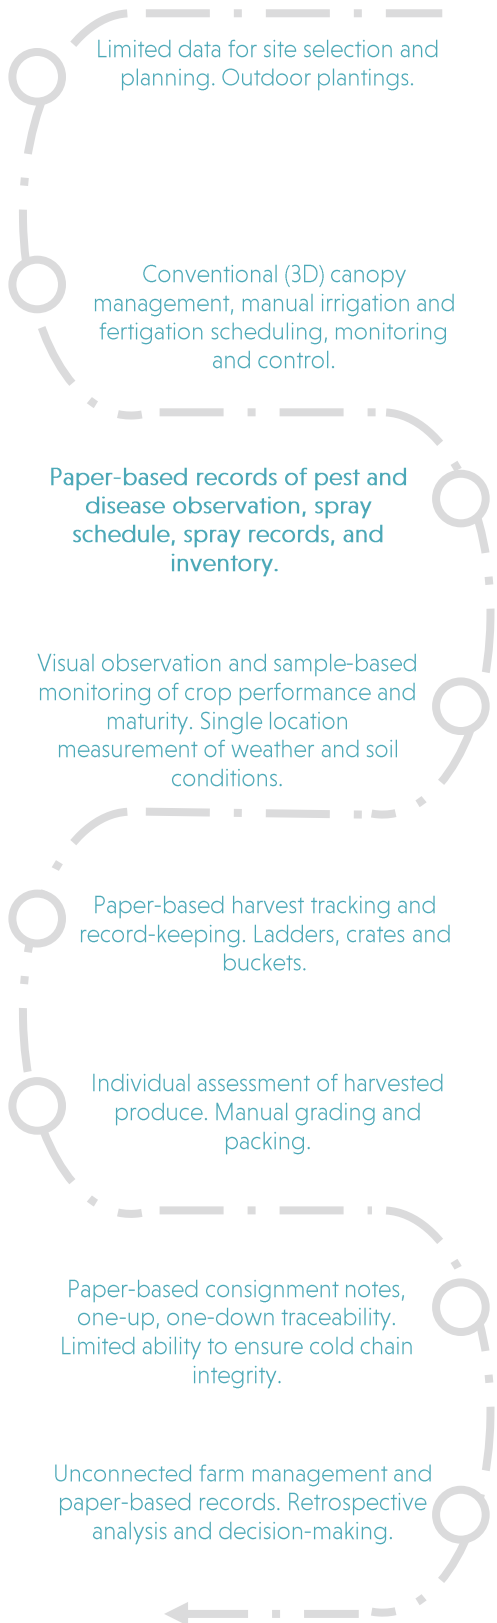 Limited data for site selection and
planning. Outdoor plantings.
Conventional (3D) canopy
management, manual irrigation and
fertigation scheduling, monitoring
and control.
Paper-based records of pest and
disease observation, spray
schedule, spray records, and
inventory.
Visual observation and sample-based
monitoring of crop performance and
maturity. Single location
measurement of weather and soil
conditions.
Paper-based harvest tracking and
record-keeping. Ladders, crates and
buckets.
Individual assessment of harvested
produce. Manual grading and
packing.
Paper-based consignment notes,
one-up, one-down traceability.
Limited ability to ensure cold chain
integrity.
Unconnected farm management and
paper-based records. Retrospective
analysis and decision-making.